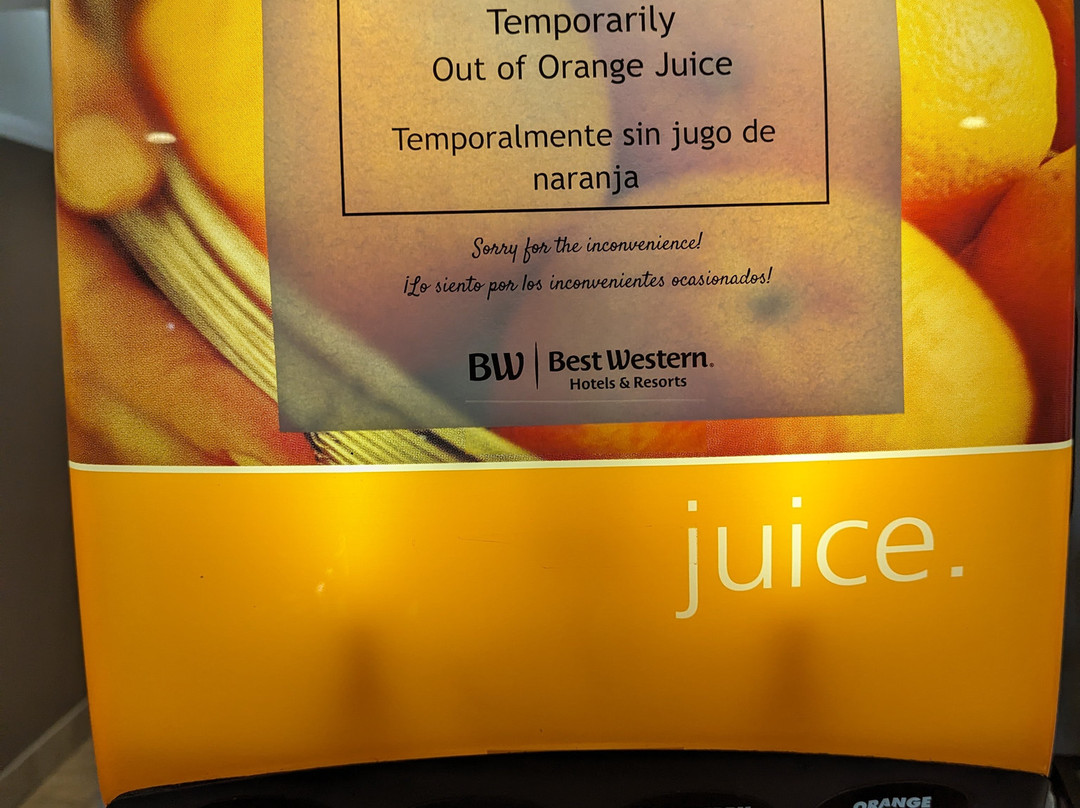 Temporarily
Out of Orange Juice
Temporalmente sin jugo de
naranja
Sorry for the inconvenience!
¡Lo siento por los inconvenientes ocasionados!
BW Best Western.
Hotels & Resorts
juice.
ORANGE